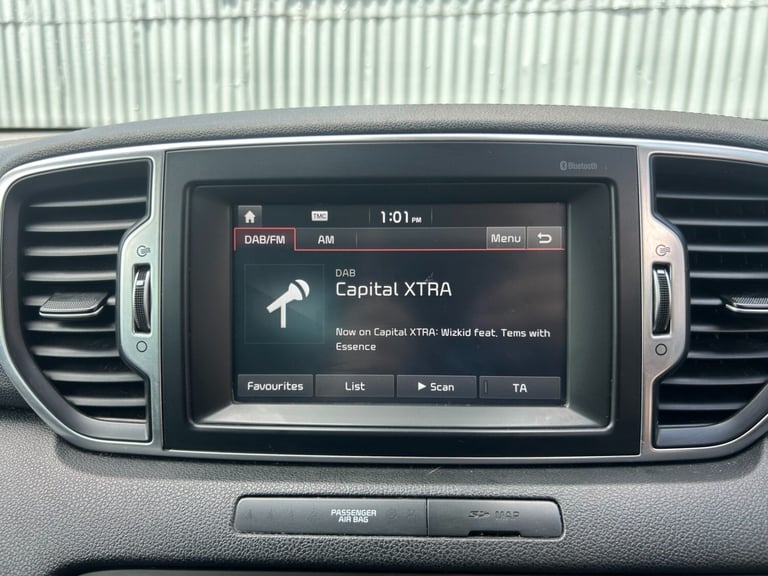 Bluetooth
TMC
1:01 PM
DAB/FM AM Menu
DAB
Capital XTRA
Now on Capital XTRA: Wizkid feat. Tems with
Essence
Favourites List Scan TA
PASSENGER
AIR BAG
MAP